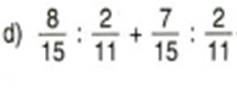 d) 8/15 : 2/11 + 7/15 : 2/11